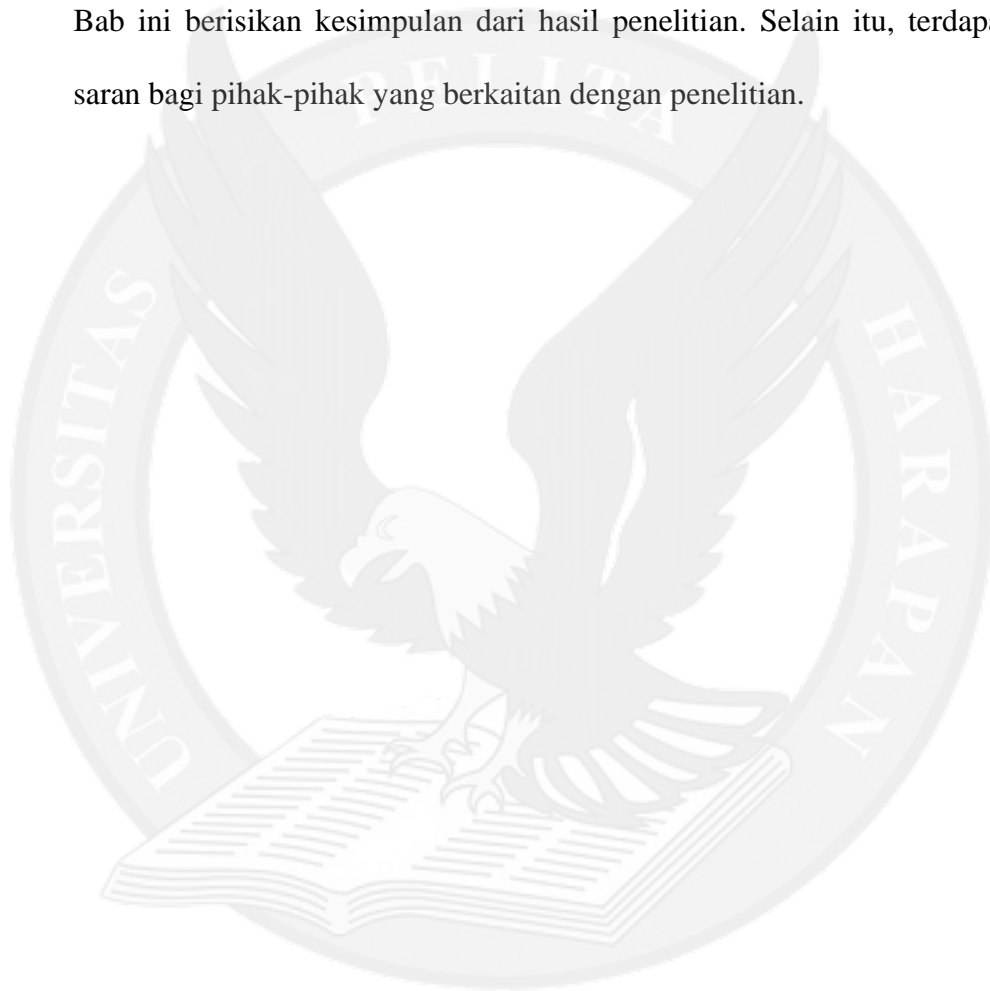 Bab ini berisikan kesimpulan dari hasil penelitian. Selain itu, terdapa
saran bagi pihak-pihak yang berkaitan dengan penelitian.
UNIVERSITAS PELITA HARAPAN